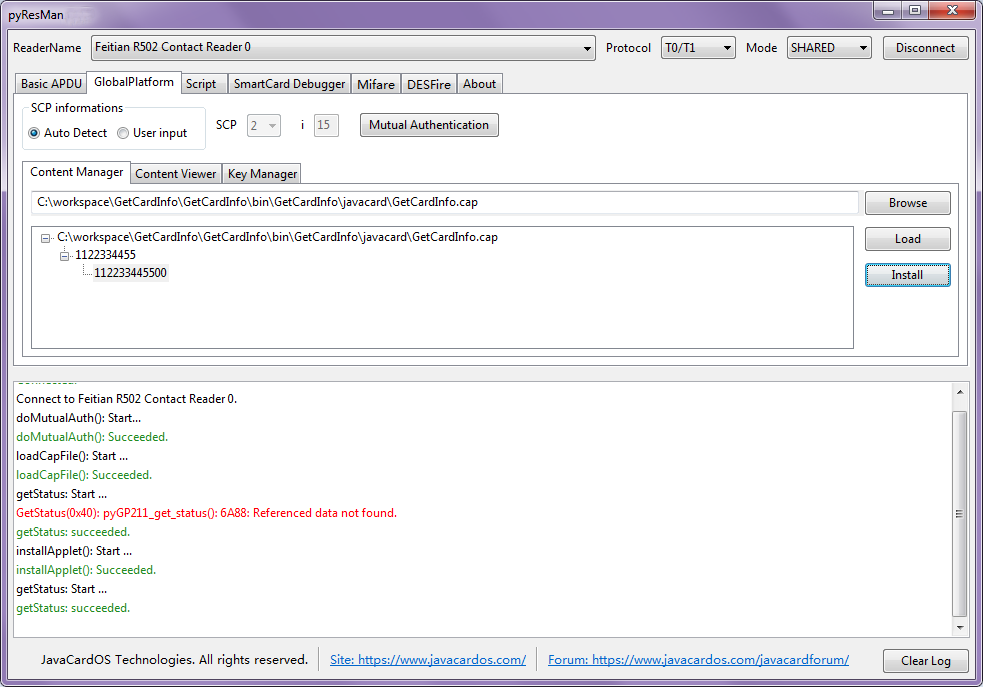 pyResMan
ReaderName Feitian R502 Contact Reader 0 Protocol T0/T1 Mode SHARED Disconnect
Basic APDU GlobalPlatform Script SmartCard Debugger Mifare DESFire About
SCP informations
Auto Detect User input SCP 2 i 15 Mutual Authentication
Content Manager Content Viewer Key Manager
C:\workspace\GetCardInfo\GetCardInfo\bin\GetCardInfo\javacard\GetCardInfo.cap Browse
C:\workspace\GetCardInfo\GetCardInfo\bin\GetCardInfo\javacard\GetCardInfo.cap Load
1122334455
112233445500 Install
Connected.
Connect to Feitian R502 Contact Reader 0.
doMutualAuth(): Start...
doMutualAuth(): Succeeded.
loadCapFile(): Start ...
loadCapFile(): Succeeded.
getStatus: Start ...
GetStatus(0x40): pyGP211_get_status(): 6A88: Referenced data not found.
getStatus: succeeded.
installApplet(): Start ...
installApplet(): Succeeded.
getStatus: Start ...
getStatus: succeeded.
JavaCardOS Technologies. All rights reserved. Site: https://www.javacardos.com/ Forum: https://www.javacardos.com/javacardforum/ Clear Log